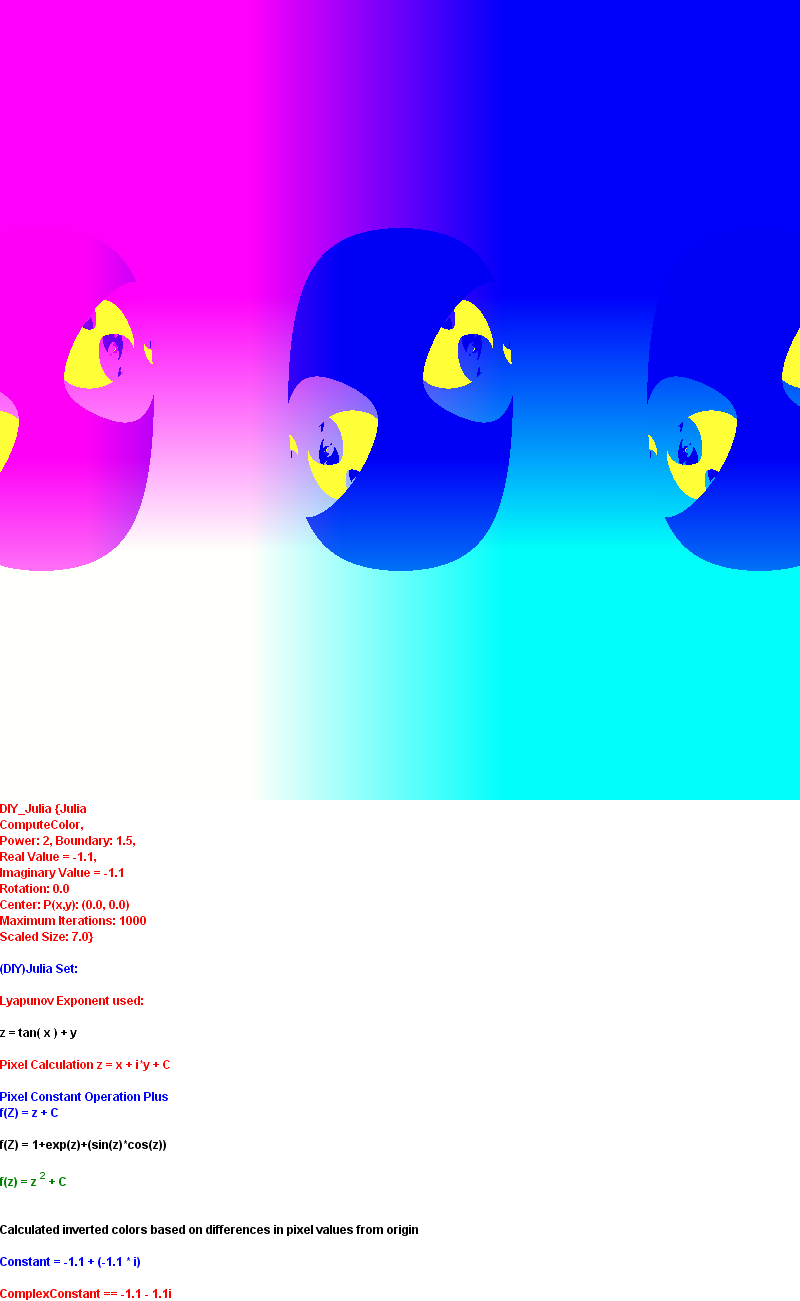 DIY_Julia {Julia
ComputeColor,
Power: 2, Boundary: 1.5,
Real Value = -1.1,
Imaginary Value = -1.1
Rotation: 0.0
Center: P(x,y): (0.0, 0.0)
Maximum Iterations: 1000
Scaled Size: 7.0}
(DIY)Julia Set:
Lyapunov Exponent used:
z = tan( x ) + y
Pixel Calculation z = x + i*y + C
Pixel Constant Operation Plus
f(Z) = z + C
f(Z) = 1+exp(z)+(sin(z)*cos(z))
f(z) = z 2 + C
Calculated inverted colors based on differences in pixel values from origin
Constant = -1.1 + (-1.1 * i)
ComplexConstant == -1.1 - 1.1i